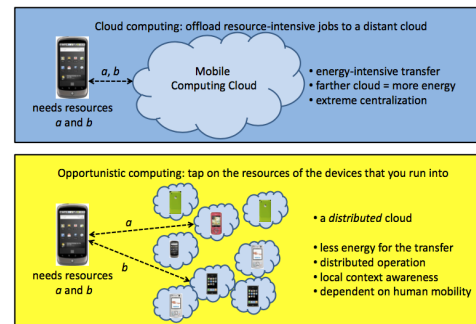 Cloud computing: offload resource-intensive jobs to a distant cloud
a, b
Mobile
Computing Cloud
needs resources
a and b
• energy-intensive transfer
• farther cloud = more energy
• extreme centralization
Opportunistic computing: tap on the resources of the devices that you run into
a
b
needs resources
a and b
• a distributed cloud
• less energy for the transfer
• distributed operation
• local context awareness
• dependent on human mobility